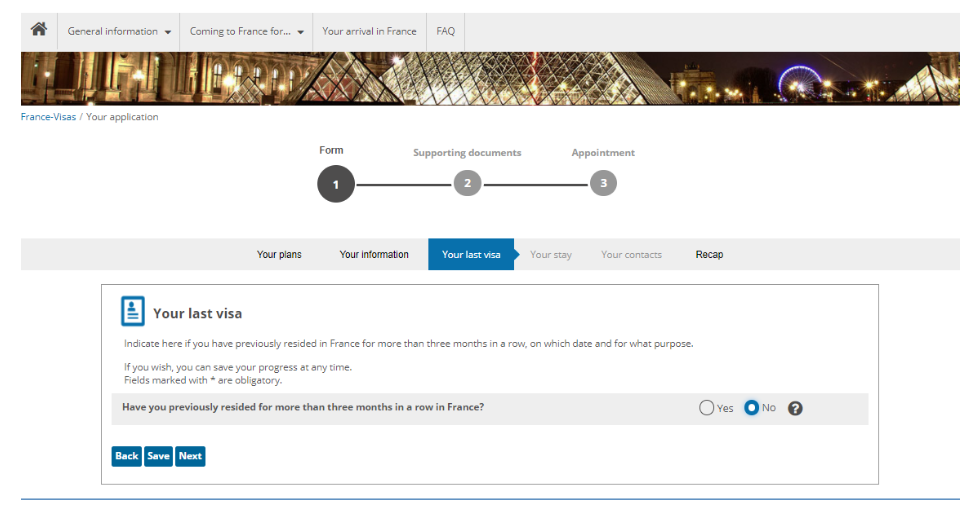 General information Coming to France for... Your arrival in France FAQ
France-Visas / Your application
Form Supporting documents Appointment
1 2 3
Your plans Your information Your last visa Your stay Your contacts Recap
Your last visa
Indicate here if you have previously resided in France for more than three months in a row, on which date and for what purpose.
If you wish, you can save your progress at any time.
Fields marked with * are obligatory.
Have you previously resided for more than three months in a row in France? Yes No ?
Back Save Next